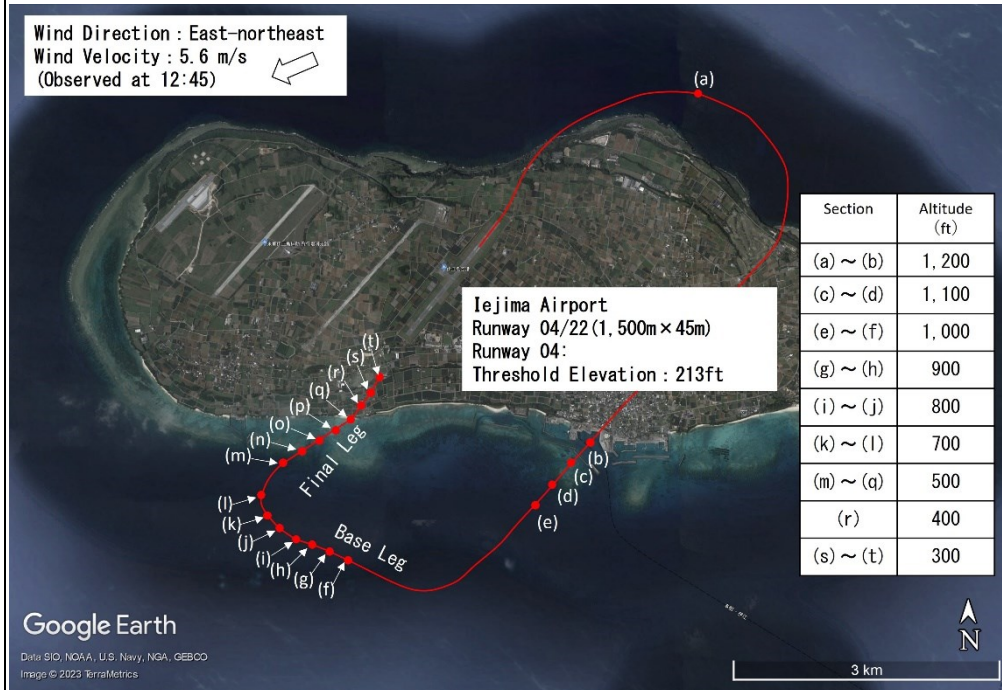 Wind Direction : East-northeast
Wind Velocity : 5.6 m/s
(Observed at 12:45)
(a)
Section Altitude (ft)
(a) ~ (b) 1,200
(c) ~ (d) 1,100
(e) ~ (f) 1,000
(g) ~ (h) 900
(i) ~ (j) 800
(k) ~ (l) 700
(m) ~ (q) 500
(r) 400
(s) ~ (t) 300
Iejima Airport
Runway 04/22(1,500m×45m)
Runway 04:
Threshold Elevation : 213ft
(t)
(s)
(r)
(q)
(p)
(o)
(n)
(m)
Final Leg
(l)
(k)
(j)
(i)
(h)
(g)
(f)
Base Leg
(b)
(c)
(d)
(e)
Google Earth
Data SIO, NOAA, U.S. Navy, NGA, GEBCO
Image © 2023 TerraMetrics
N
3 km